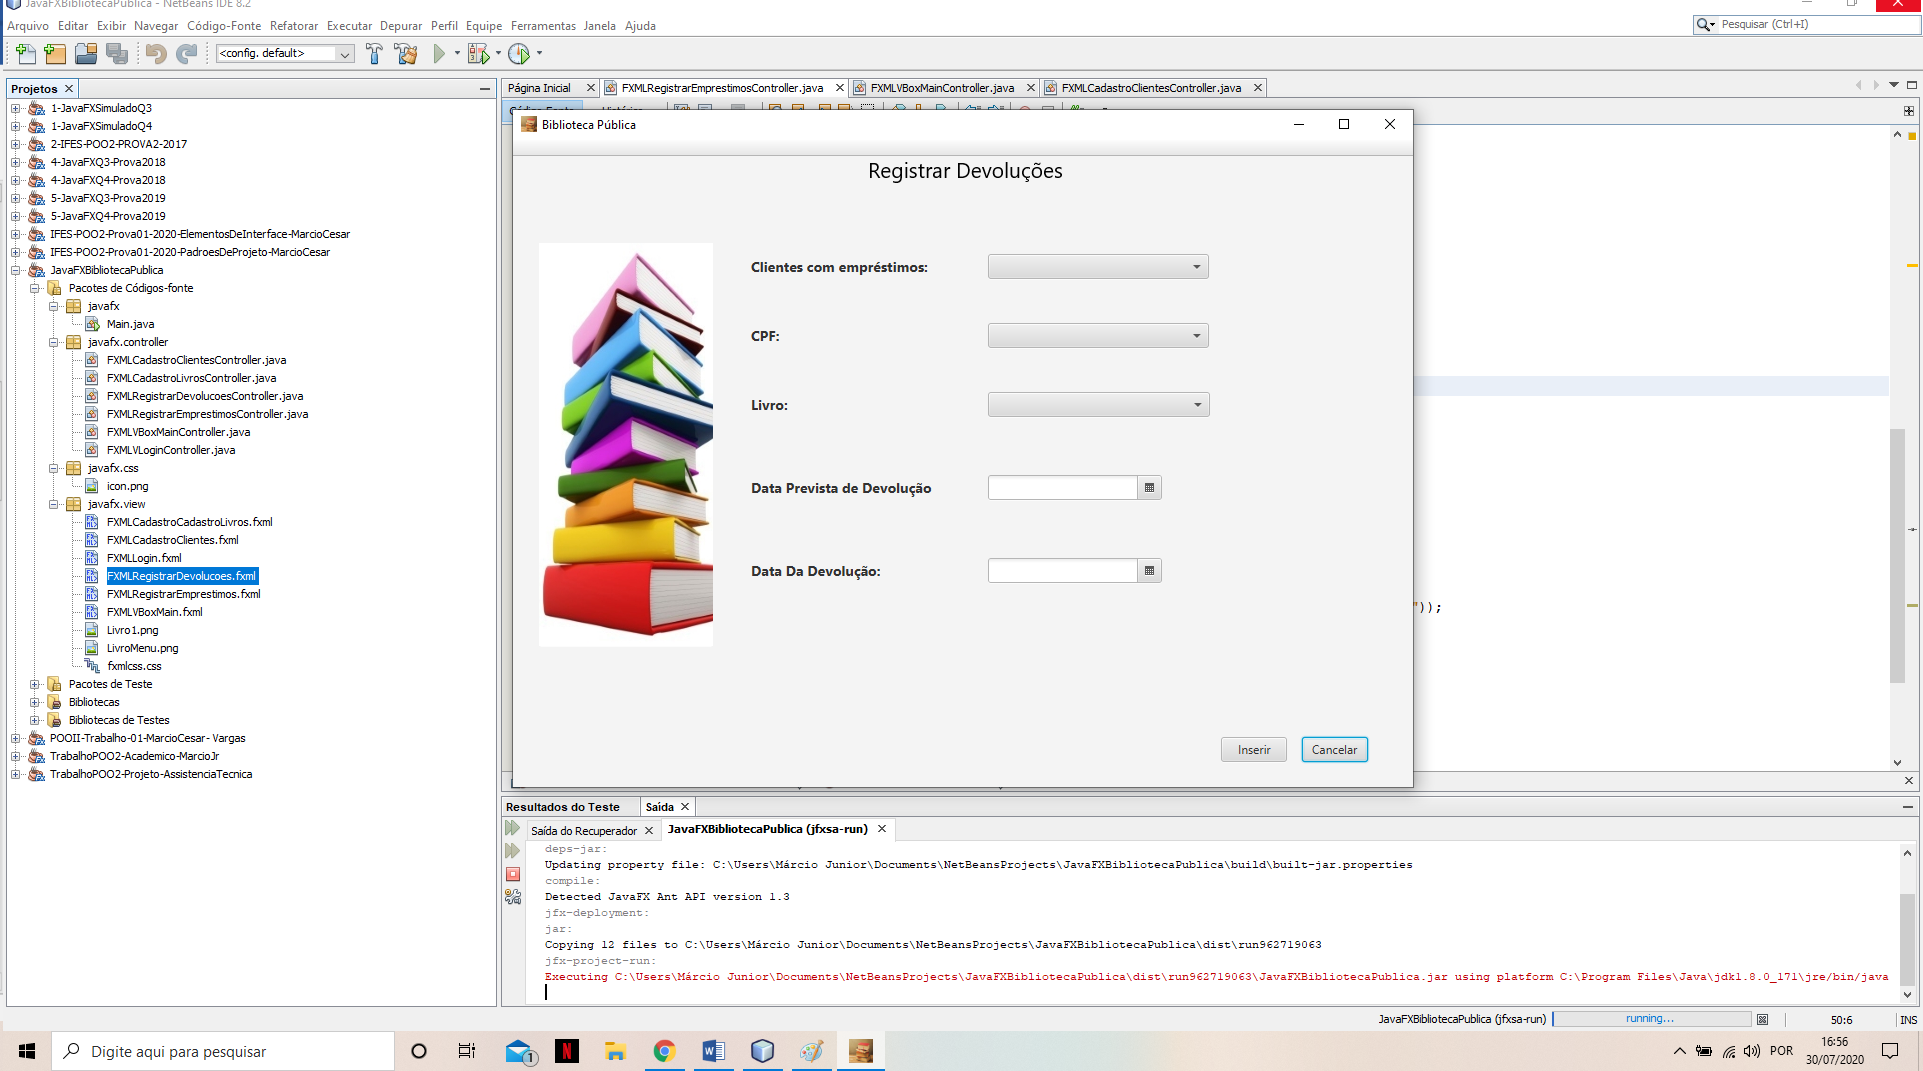 JavaFXBibliotecaPublica - NetBeans IDE 8.2
Arquivo Editar Exibir Navegar Código-Fonte Refatorar Executar Depurar Perfil Equipe Ferramentas Janela Ajuda
Pesquisar (Ctrl+I)
<config. default>
Projetos
Página Inicial
FXMLRegistrarEmprestimosController.java
FXMLVBoxMainController.java
FXMLCadastroClientesController.java
1-JavaFXSimuladoQ3
1-JavaFXSimuladoQ4
2-IFES-POO2-PROVA2-2017
4-JavaFXQ3-Prova2018
4-JavaFXQ4-Prova2018
5-JavaFXQ3-Prova2019
5-JavaFXQ4-Prova2019
IFES-POO2-Prova01-2020-ElementosDeInterface-MarcioCesar
IFES-POO2-Prova01-2020-PadroesDeProjeto-MarcioCesar
JavaFXBibliotecaPublica
Pacotes de Códigos-fonte
javafx
Main.java
javafx.controller
FXMLCadastroClientesController.java
FXMLCadastroLivrosController.java
FXMLRegistrarDevolucoesController.java
FXMLRegistrarEmprestimosController.java
FXMLVBoxMainController.java
FXMLVLoginController.java
javafx.css
icon.png
javafx.view
FXMLCadastroCadastroLivros.fxml
FXMLCadastroClientes.fxml
FXMLLogin.fxml
FXMLRegistrarDevolucoes.fxml
FXMLRegistrarEmprestimos.fxml
FXMLVBoxMain.fxml
Livro1.png
LivroMenu.png
fxmlcss.css
Pacotes de Teste
Bibliotecas
Bibliotecas de Testes
POOII-Trabalho-01-MarcioCesar- Vargas
TrabalhoPOO2-Academico-MarcioJr
TrabalhoPOO2-Projeto-AssistenciaTecnica
Biblioteca Pública
Registrar Devoluções
Clientes com empréstimos:
CPF:
Livro:
Data Prevista de Devolução
Data Da Devolução:
Inserir
Cancelar
"));
Resultados do Teste
Saída
Saída do Recuperador
JavaFXBibliotecaPublica (jfxsa-run)
deps-jar:
Updating property file: C:\Users\Márcio Junior\Documents\NetBeansProjects\JavaFXBibliotecaPublica\build\built-jar.properties
compile:
Detected JavaFX Ant API version 1.3
jfx-deployment:
jar:
Copying 12 files to C:\Users\Márcio Junior\Documents\NetBeansProjects\JavaFXBibliotecaPublica\dist\run962719063
jfx-project-run:
Executing C:\Users\Márcio Junior\Documents\NetBeansProjects\JavaFXBibliotecaPublica\dist\run962719063\JavaFXBibliotecaPublica.jar using platform C:\Program Files\Java\jdk1.8.0_171\jre/bin/java
JavaFXBibliotecaPublica (jfxsa-run)
running...
50:6
INS
Digite aqui para pesquisar
1
POR
16:56
30/07/2020